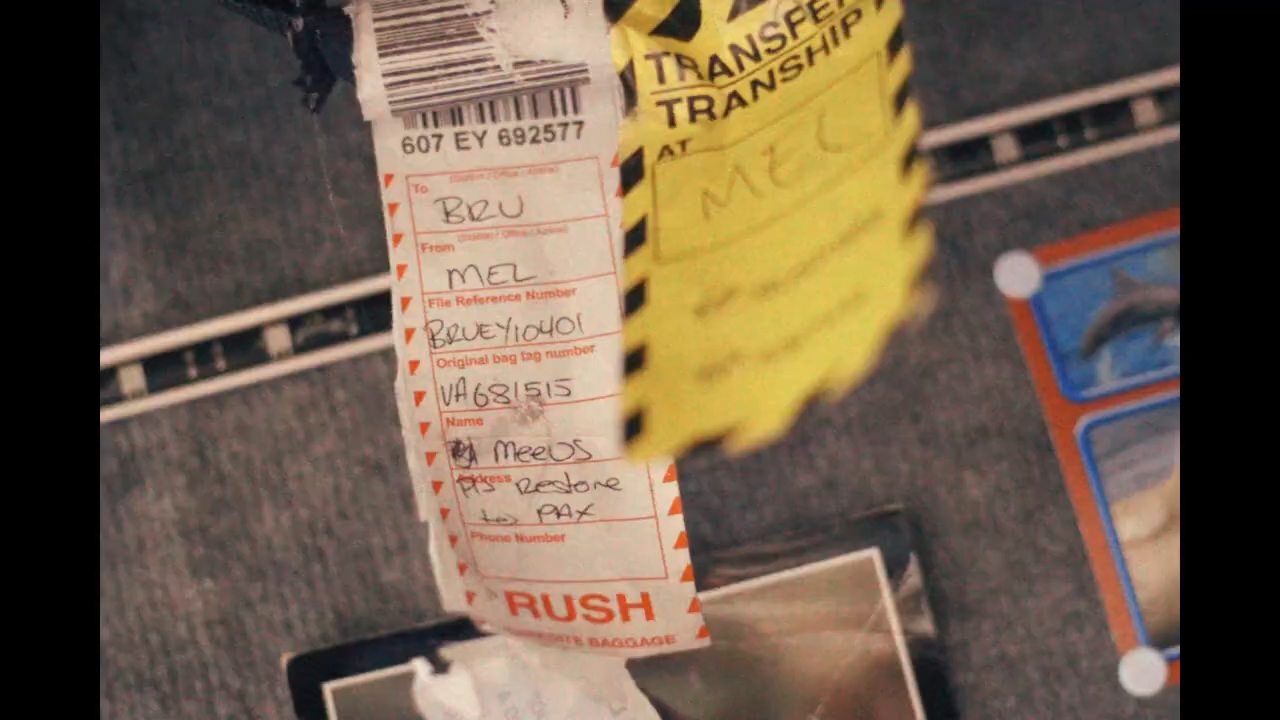 607 EY 692577
To
BRU
From
MEL
File Reference Number
BRUEY10401
Original bag tag number
VA681515
Name
MeeUS
Address
Pls Restore
to PAX
Phone Number
RUSH
BAGGAGE
TRANSFER
TRANSHIP
AT
MEL